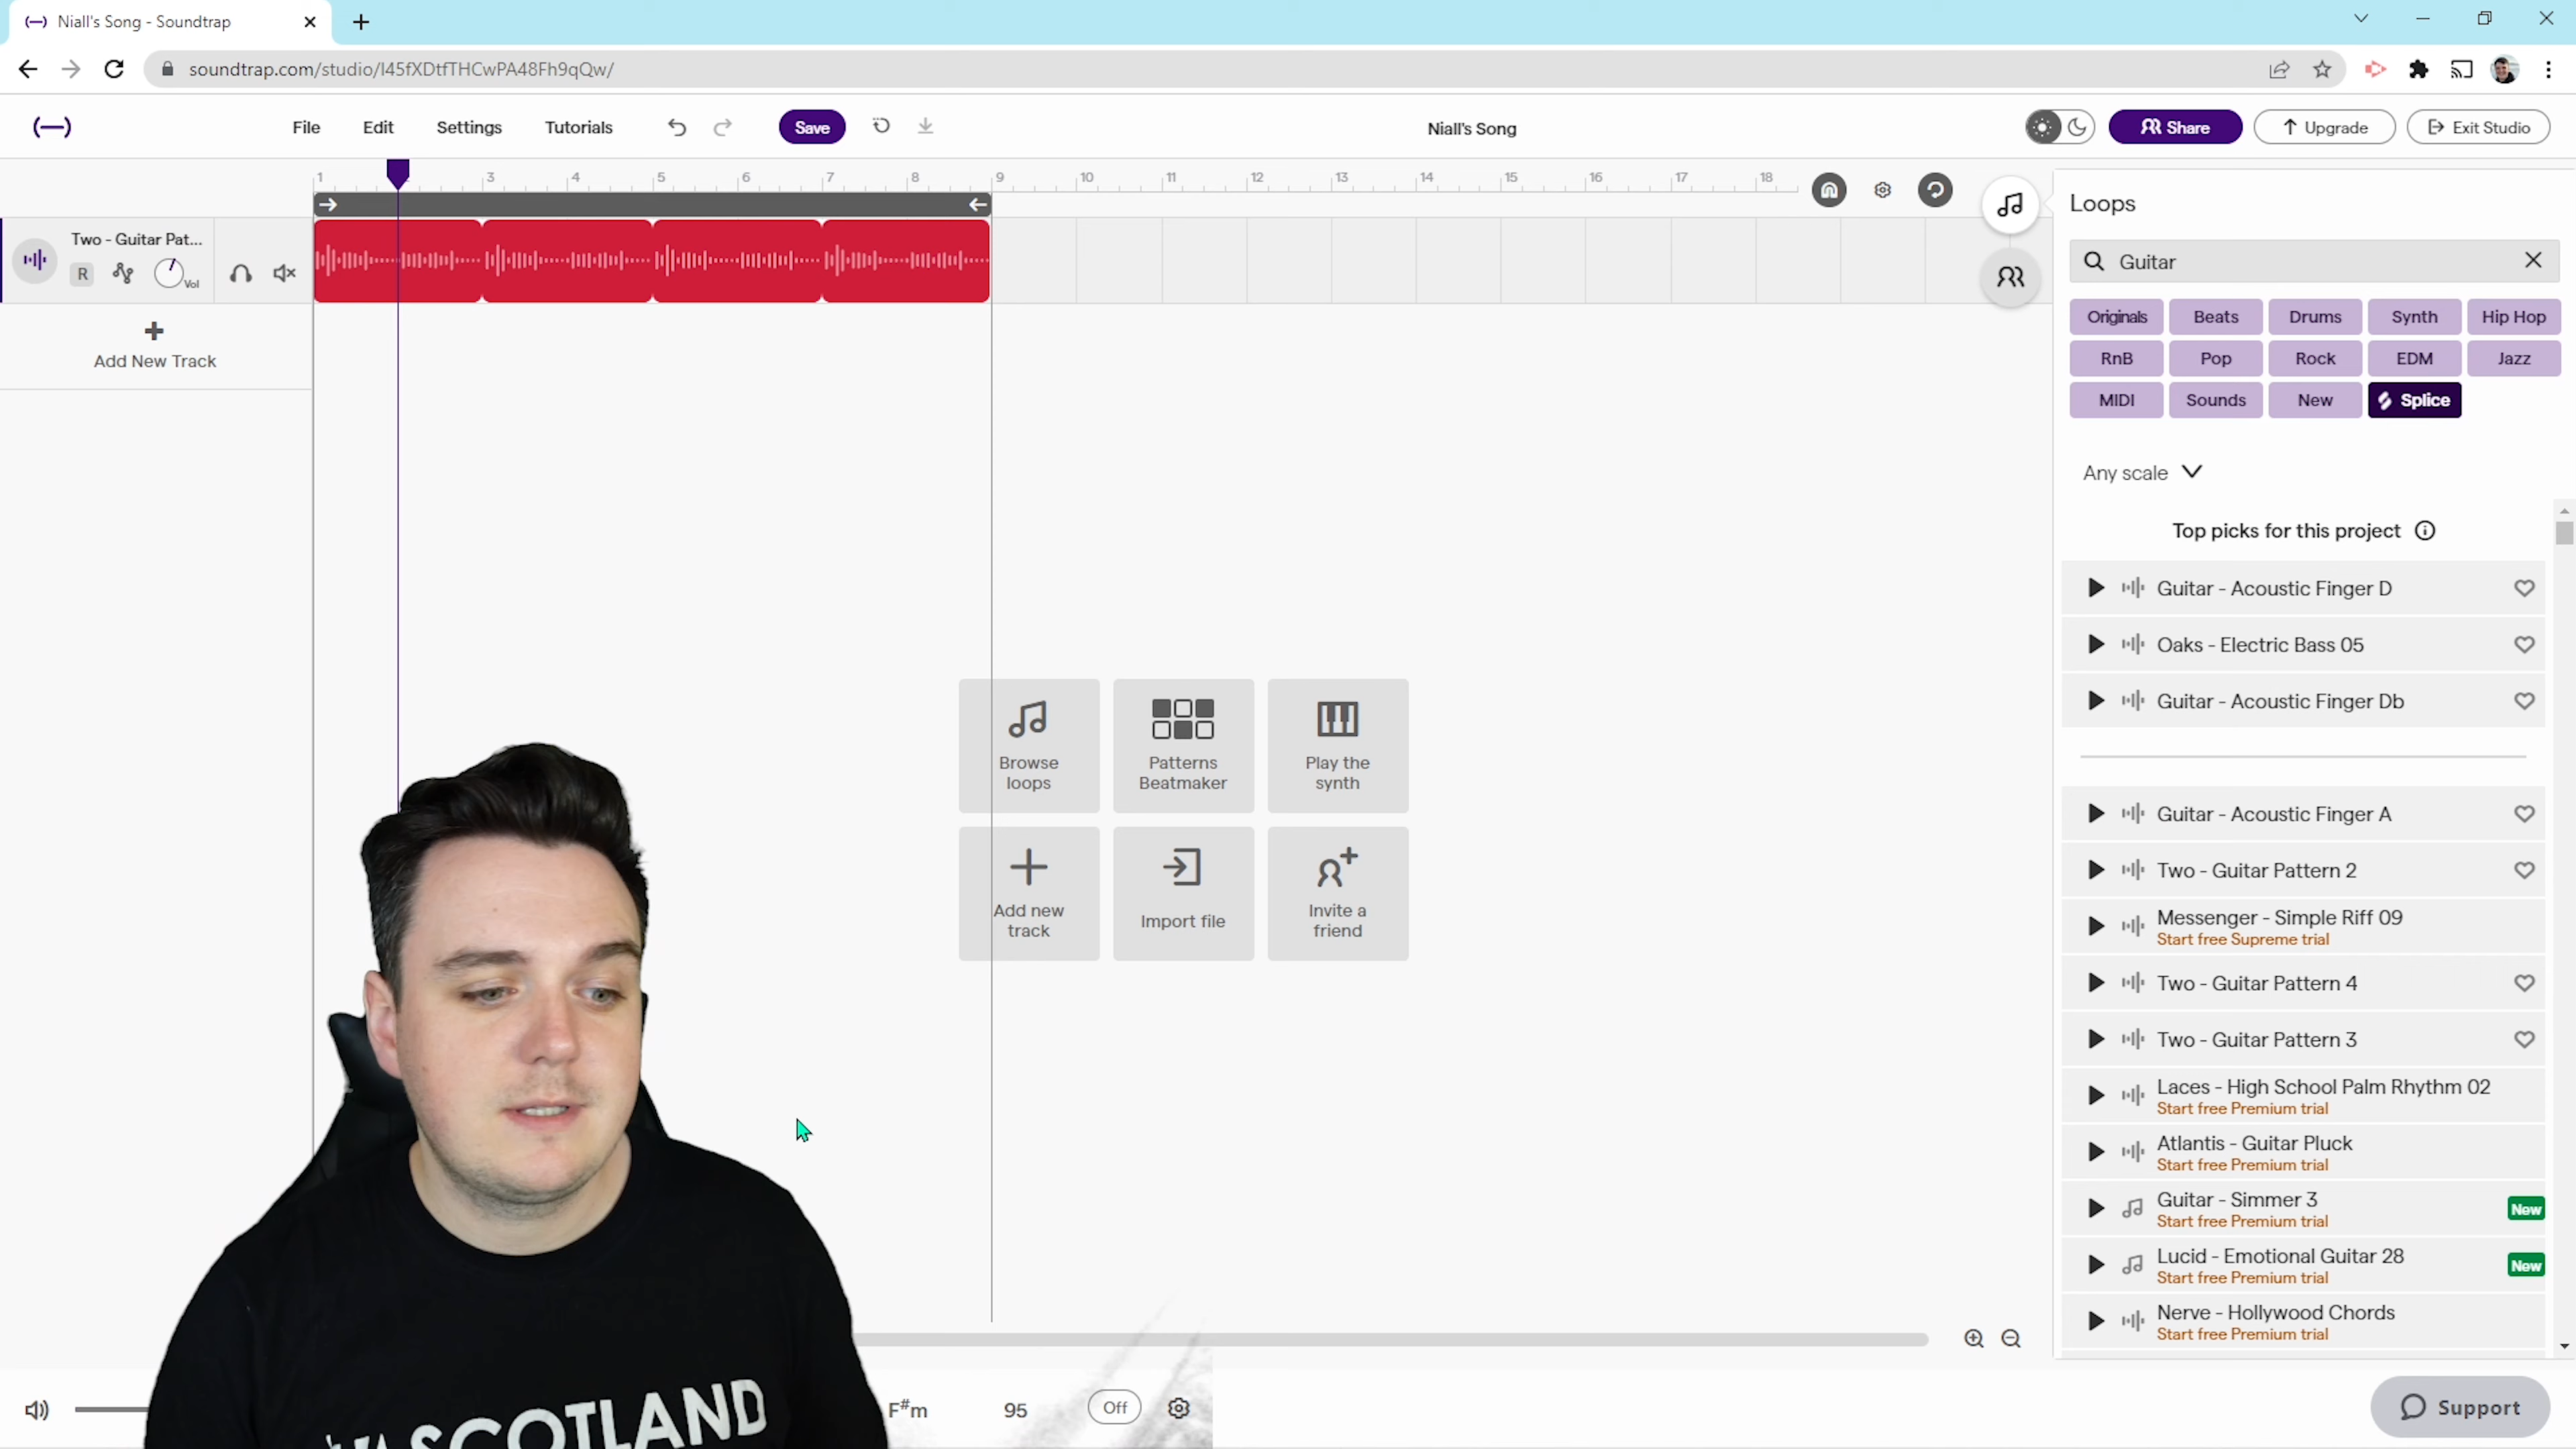 Niall's Song - Soundtrap
soundtrap.com/studio/I45fXDtfTHCwPA48Fh9qQw/
File Edit Settings Tutorials Save Niall's Song Share Upgrade Exit Studio
1 3 4 5 6 7 8 9 10 11 12 13 14 15 16 17 18
Two - Guitar Pat...
R Vol
Add New Track
Loops
Guitar
Originals Beats Drums Synth Hip Hop
RnB Pop Rock EDM Jazz
MIDI Sounds New Splice
Any scale
Top picks for this project
Guitar - Acoustic Finger D
Oaks - Electric Bass 05
Guitar - Acoustic Finger Db
Guitar - Acoustic Finger A
Two - Guitar Pattern 2
Messenger - Simple Riff 09
Start free Supreme trial
Two - Guitar Pattern 4
Two - Guitar Pattern 3
Laces - High School Palm Rhythm 02
Start free Premium trial
Atlantis - Guitar Pluck
Start free Premium trial
Guitar - Simmer 3
Start free Premium trial
New
Lucid - Emotional Guitar 28
Start free Premium trial
New
Nerve - Hollywood Chords
Start free Premium trial
Browse
loops
Patterns
Beatmaker
Play the
synth
Add new
track
Import file
Invite a
friend
F#m 95 Off
Support
SCOTLAND